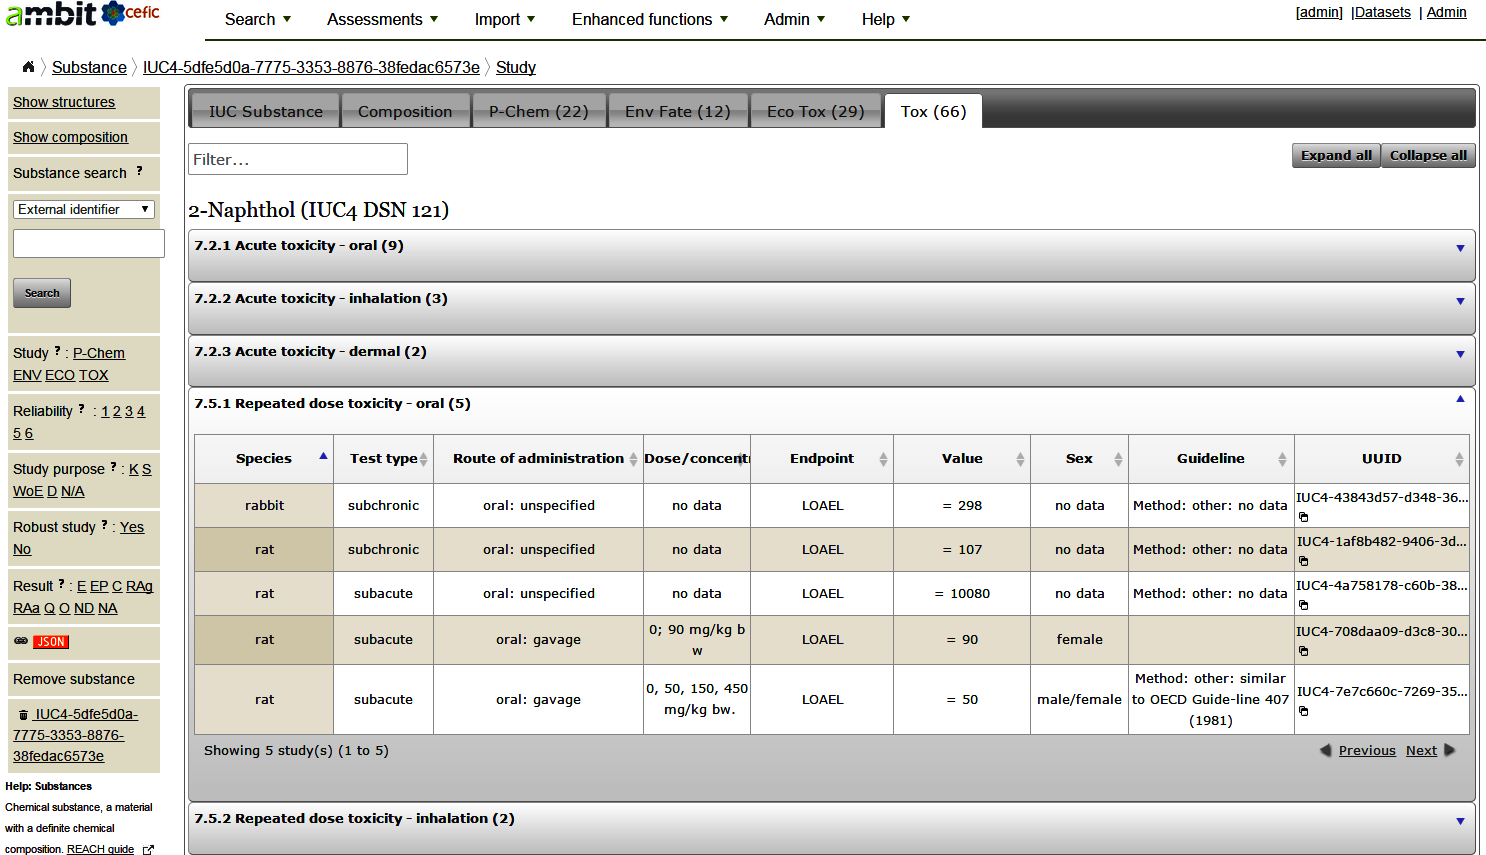 ambit cefic
Search Assessments Import Enhanced functions Admin Help
[admin] |Datasets | Admin
Substance IUC4-5dfe5d0a-7775-3353-8876-38fedac6573e Study
Show structures
Show composition
Substance search ?
External identifier
Search
Study ? : P-Chem
ENV ECO TOX
Reliability ? : 1 2 3 4
5 6
Study purpose ? : K S
WoE D N/A
Robust study ? : Yes
No
Result ? : E EP C RAg
RAa Q O ND NA
JSON
Remove substance
IUC4-5dfe5d0a-
7775-3353-8876-
38fedac6573e
Help: Substances
Chemical substance, a material
with a definite chemical
composition. REACH guide
IUC Substance Composition P-Chem (22) Env Fate (12) Eco Tox (29) Tox (66)
Filter...
Expand all Collapse all
2-Naphthol (IUC4 DSN 121)
7.2.1 Acute toxicity - oral (9)
7.2.2 Acute toxicity - inhalation (3)
7.2.3 Acute toxicity - dermal (2)
7.5.1 Repeated dose toxicity - oral (5)
Species Test type Route of administration Dose/concentr Endpoint Value Sex Guideline UUID
rabbit subchronic oral: unspecified no data LOAEL = 298 no data Method: other: no data IUC4-43843d57-d348-36...
rat subchronic oral: unspecified no data LOAEL = 107 no data Method: other: no data IUC4-1af8b482-9406-3d...
rat subacute oral: unspecified no data LOAEL = 10080 no data Method: other: no data IUC4-4a758178-c60b-38...
rat subacute oral: gavage 0; 90 mg/kg b
w LOAEL = 90 female IUC4-708daa09-d3c8-30...
rat subacute oral: gavage 0, 50, 150, 450
mg/kg bw. LOAEL = 50 male/female Method: other: similar
to OECD Guide-line 407
(1981) IUC4-7e7c660c-7269-35...
Showing 5 study(s) (1 to 5)
Previous Next
7.5.2 Repeated dose toxicity - inhalation (2)